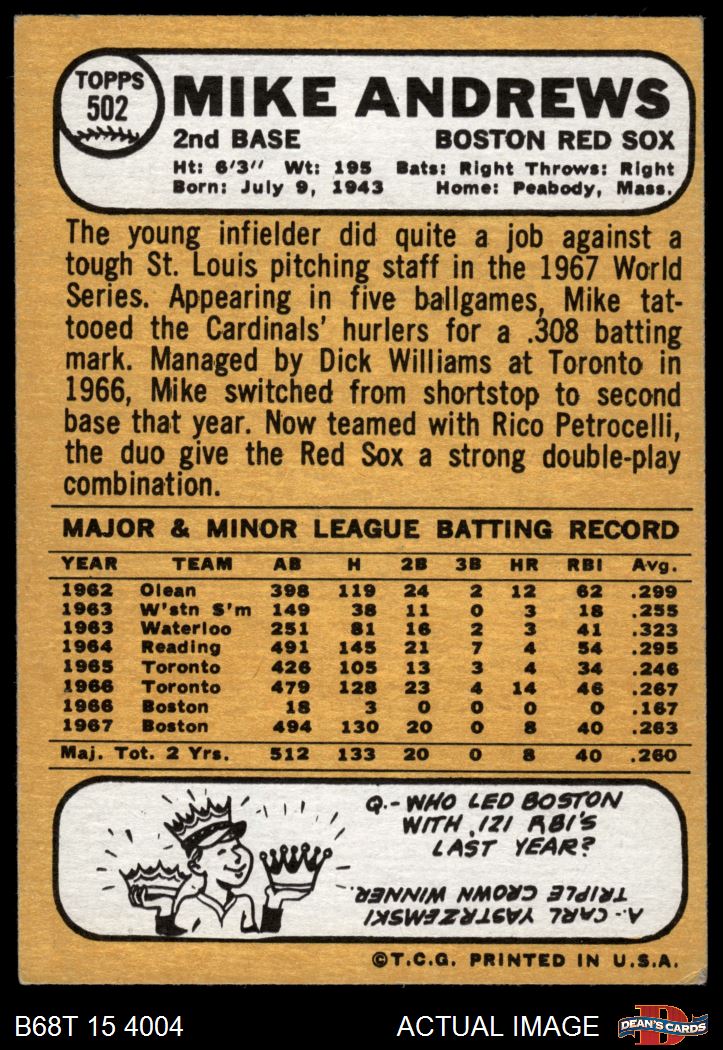 TOPPS
502
MIKE ANDREWS
2nd BASE BOSTON RED SOX
Ht: 6'3" Wt: 195 Bats: Right Throws: Right
Born: July 9, 1943 Home: Peabody, Mass.
The young infielder did quite a job against a
tough St. Louis pitching staff in the 1967 World
Series. Appearing in five ballgames, Mike tat-
tooed the Cardinals' hurlers for a .308 batting
mark. Managed by Dick Williams at Toronto in
1966, Mike switched from shortstop to second
base that year. Now teamed with Rico Petrocelli,
the duo give the Red Sox a strong double-play
combination.
MAJOR & MINOR LEAGUE BATTING RECORD
YEAR TEAM AB H 2B 3B HR RBI Avg.
1962 Olean 398 119 24 2 12 62 .299
1963 W'stn S'm 149 38 11 0 3 18 .255
1963 Waterloo 251 81 16 2 3 41 .323
1964 Reading 491 145 21 7 4 54 .295
1965 Toronto 426 105 13 3 4 34 .246
1966 Toronto 479 128 23 4 14 46 .267
1966 Boston 18 3 0 0 0 0 .167
1967 Boston 494 130 20 0 8 40 .263
Maj. Tot. 2 Yrs. 512 133 20 0 8 40 .260
Q.- WHO LED BOSTON
WITH 121 RBI'S
LAST YEAR?
A.- CARL YASTRZEMSKI
TRIPLE CROWN WINNER
©T.C.G. PRINTED IN U.S.A.
B68T 15 4004 ACTUAL IMAGE D DEAN'S CARDS